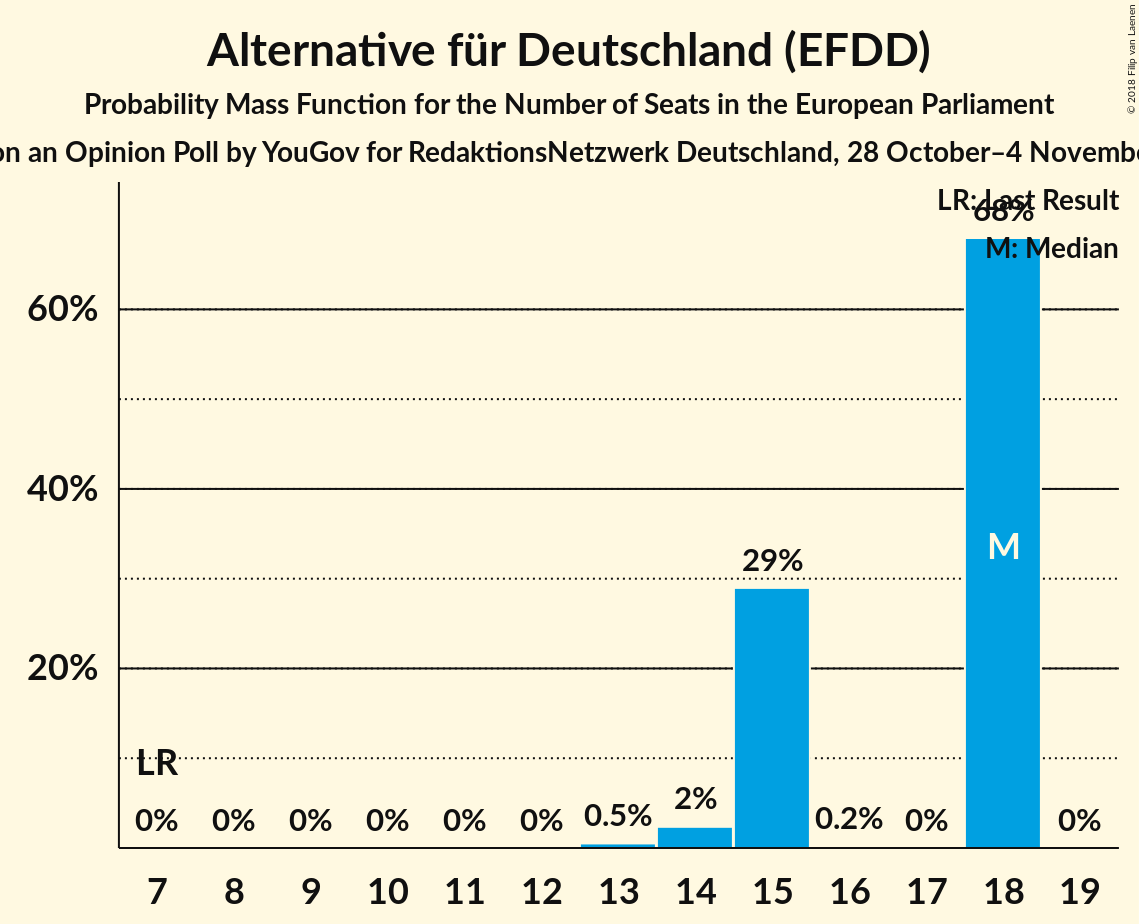 Alternative für Deutschland (EFDD)
Probability Mass Function for the Number of Seats in the European Parliament
on an Opinion Poll by YouGov for RedaktionsNetzwerk Deutschland, 28 October–4 Novembe
© 2018 Filip van Laenen
LR: Last Result
M: Median
68%
60%
40%
20%
M
29%
LR
0% 0% 0% 0% 0% 0% 0.5% 2% 0.2% 0% 0%
7 8 9 10 11 12 13 14 15 16 17 18 19